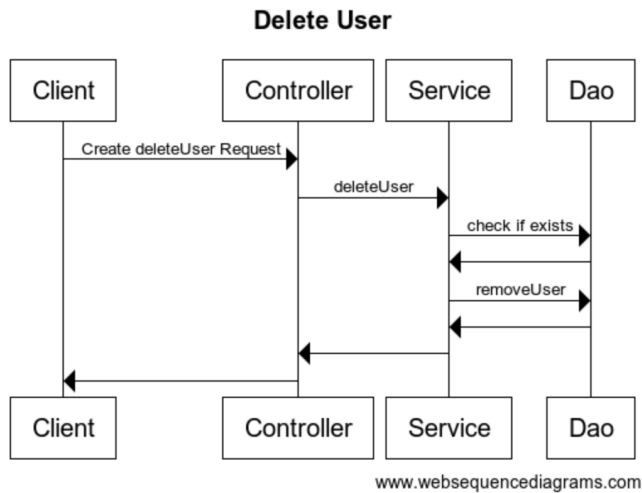 Delete User
Client
Controller
Service
Dao
Create deleteUser Request
deleteUser
check if exists
removeUser
Client
Controller
Service
Dao
www.websequencediagrams.com